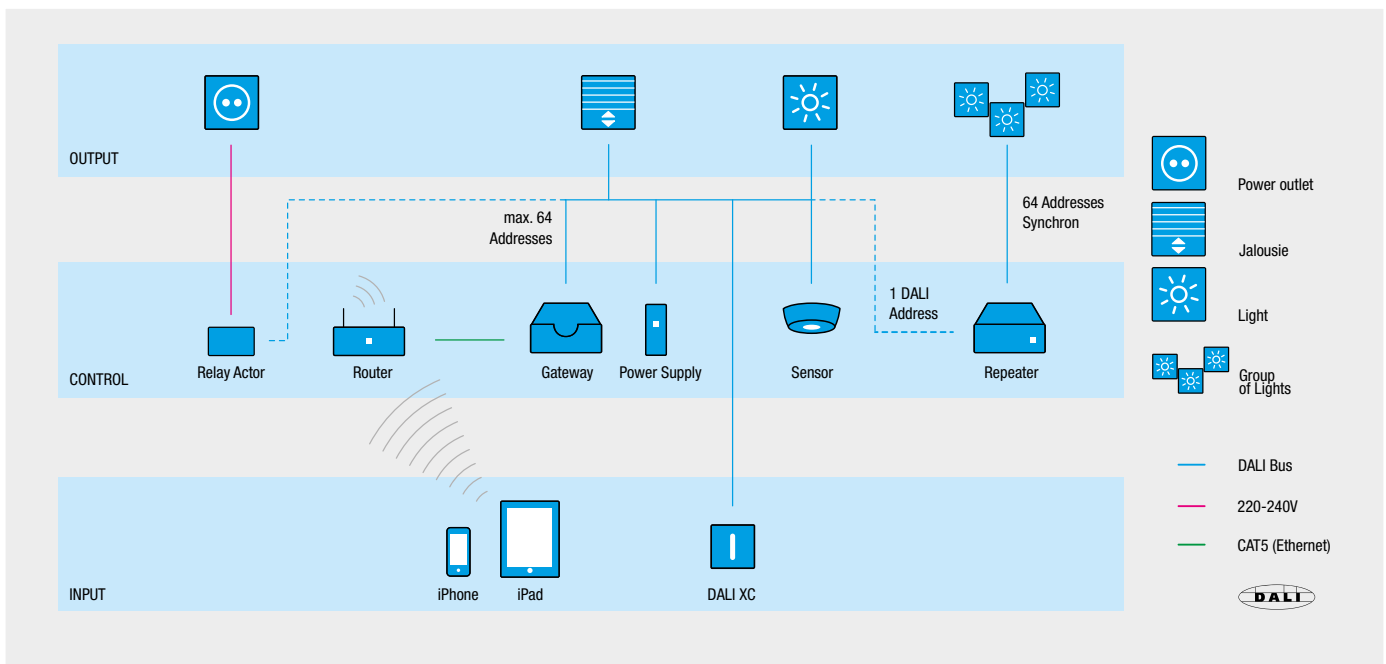 OUTPUT
max. 64
Addresses
64 Addresses
Synchron
1 DALI
Address
CONTROL
Relay Actor
Router
Gateway
Power Supply
Sensor
Repeater
INPUT
iPhone
iPad
DALI XC
Power outlet
Jalousie
Light
Group
of Lights
DALI Bus
220-240V
CAT5 (Ethernet)
DALI